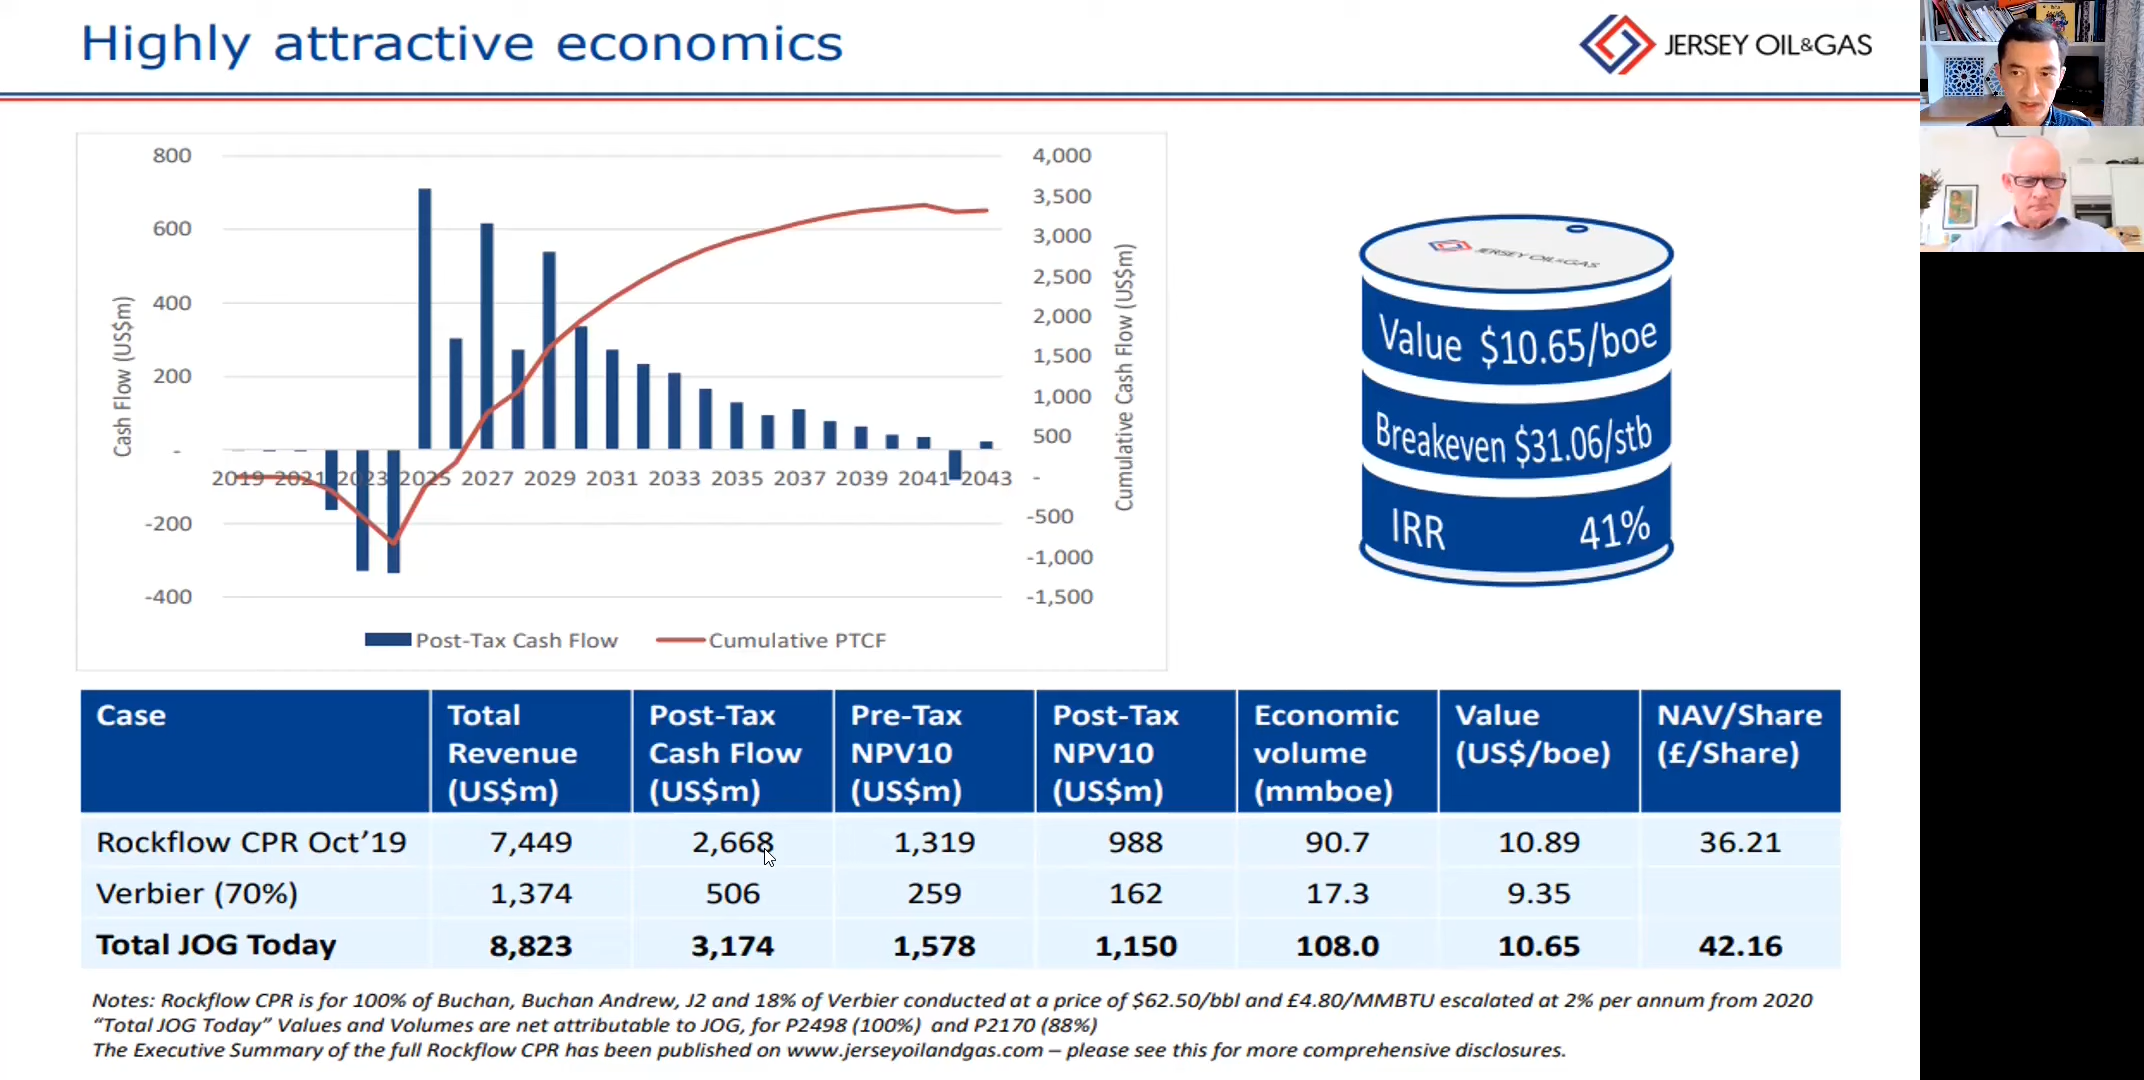 Highly attractive economics
JERSEY OIL&GAS
800
600
400
200
-
-200
-400
Cash Flow (US$m)
4,000
3,500
3,000
2,500
2,000
1,500
1,000
500
-
-500
-1,000
-1,500
Cumulative Cash Flow (US$m)
2019 2021 2023 2025 2027 2029 2031 2033 2035 2037 2039 2041 2043
Post-Tax Cash Flow Cumulative PTCF
JERSEY OIL&GAS
Value $10.65/boe
Breakeven $31.06/stb
IRR 41%
Case Total Post-Tax Pre-Tax Post-Tax Economic Value NAV/Share
Revenue Cash Flow NPV10 NPV10 volume (US$/boe) (£/Share)
(US$m) (US$m) (US$m) (US$m) (mmboe)
Rockflow CPR Oct’19 7,449 2,668 1,319 988 90.7 10.89 36.21
Verbier (70%) 1,374 506 259 162 17.3 9.35
Total JOG Today 8,823 3,174 1,578 1,150 108.0 10.65 42.16
Notes: Rockflow CPR is for 100% of Buchan, Buchan Andrew, J2 and 18% of Verbier conducted at a price of $62.50/bbl and £4.80/MMBTU escalated at 2% per annum from 2020
“Total JOG Today” Values and Volumes are net attributable to JOG, for P2498 (100%) and P2170 (88%)
The Executive Summary of the full Rockflow CPR has been published on www.jerseyoilandgas.com – please see this for more comprehensive disclosures.